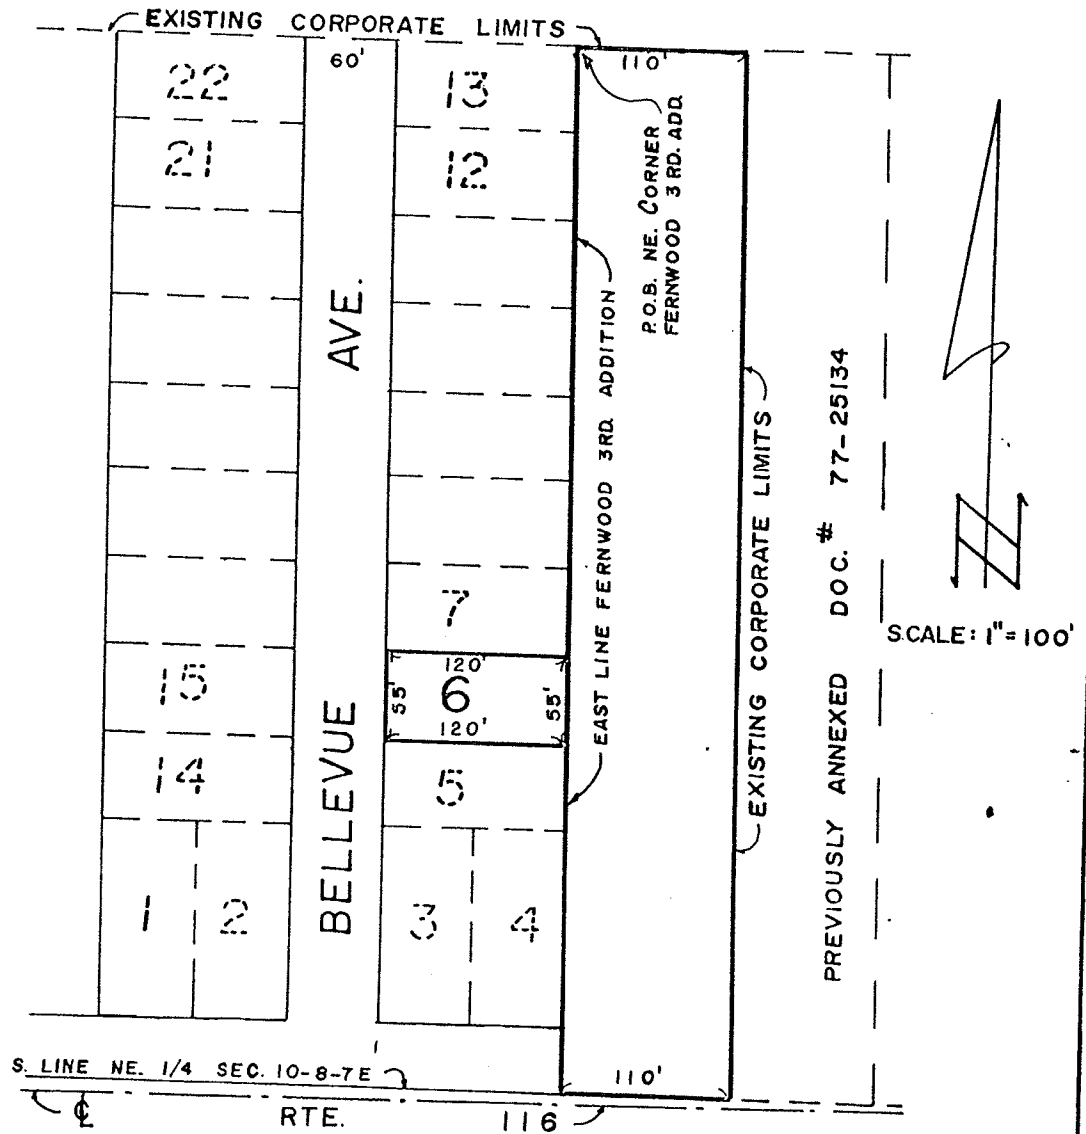 EXISTING CORPORATE LIMITS
60'
110'
22
13
21
12
P.O.B. NE. CORNER
FERNWOOD 3 RD. ADD.
AVE.
EAST LINE FERNWOOD 3RD. ADDITION
EXISTING CORPORATE LIMITS
PREVIOUSLY ANNEXED DOC. # 77-25134
N
SCALE: 1"=100'
7
120'
15
55'
6
55'
120'
14
5
BELLEVUE
1
2
3
4
S. LINE NE. 1/4 SEC. 10-8-7E
110'
℄ RTE. 116